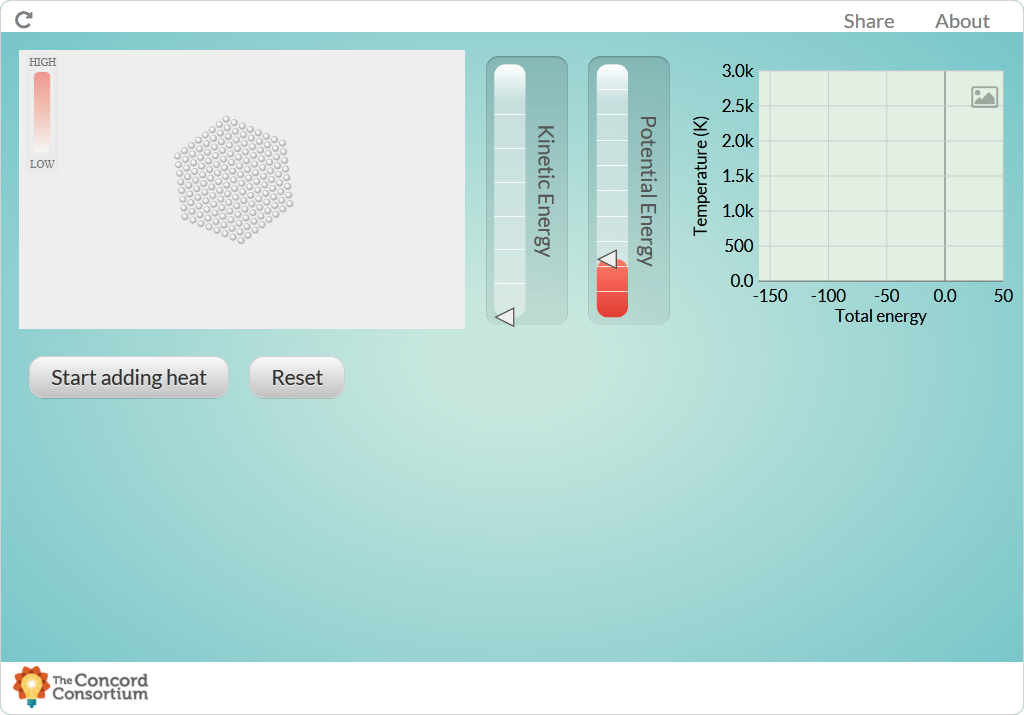 Share About
HIGH
LOW
Kinetic Energy
Potential Energy
Temperature (K)
3.0k
2.5k
2.0k
1.5k
1.0k
500
0.0
-150 -100 -50 0.0 50
Total energy
Start adding heat Reset
The Concord
Consortium